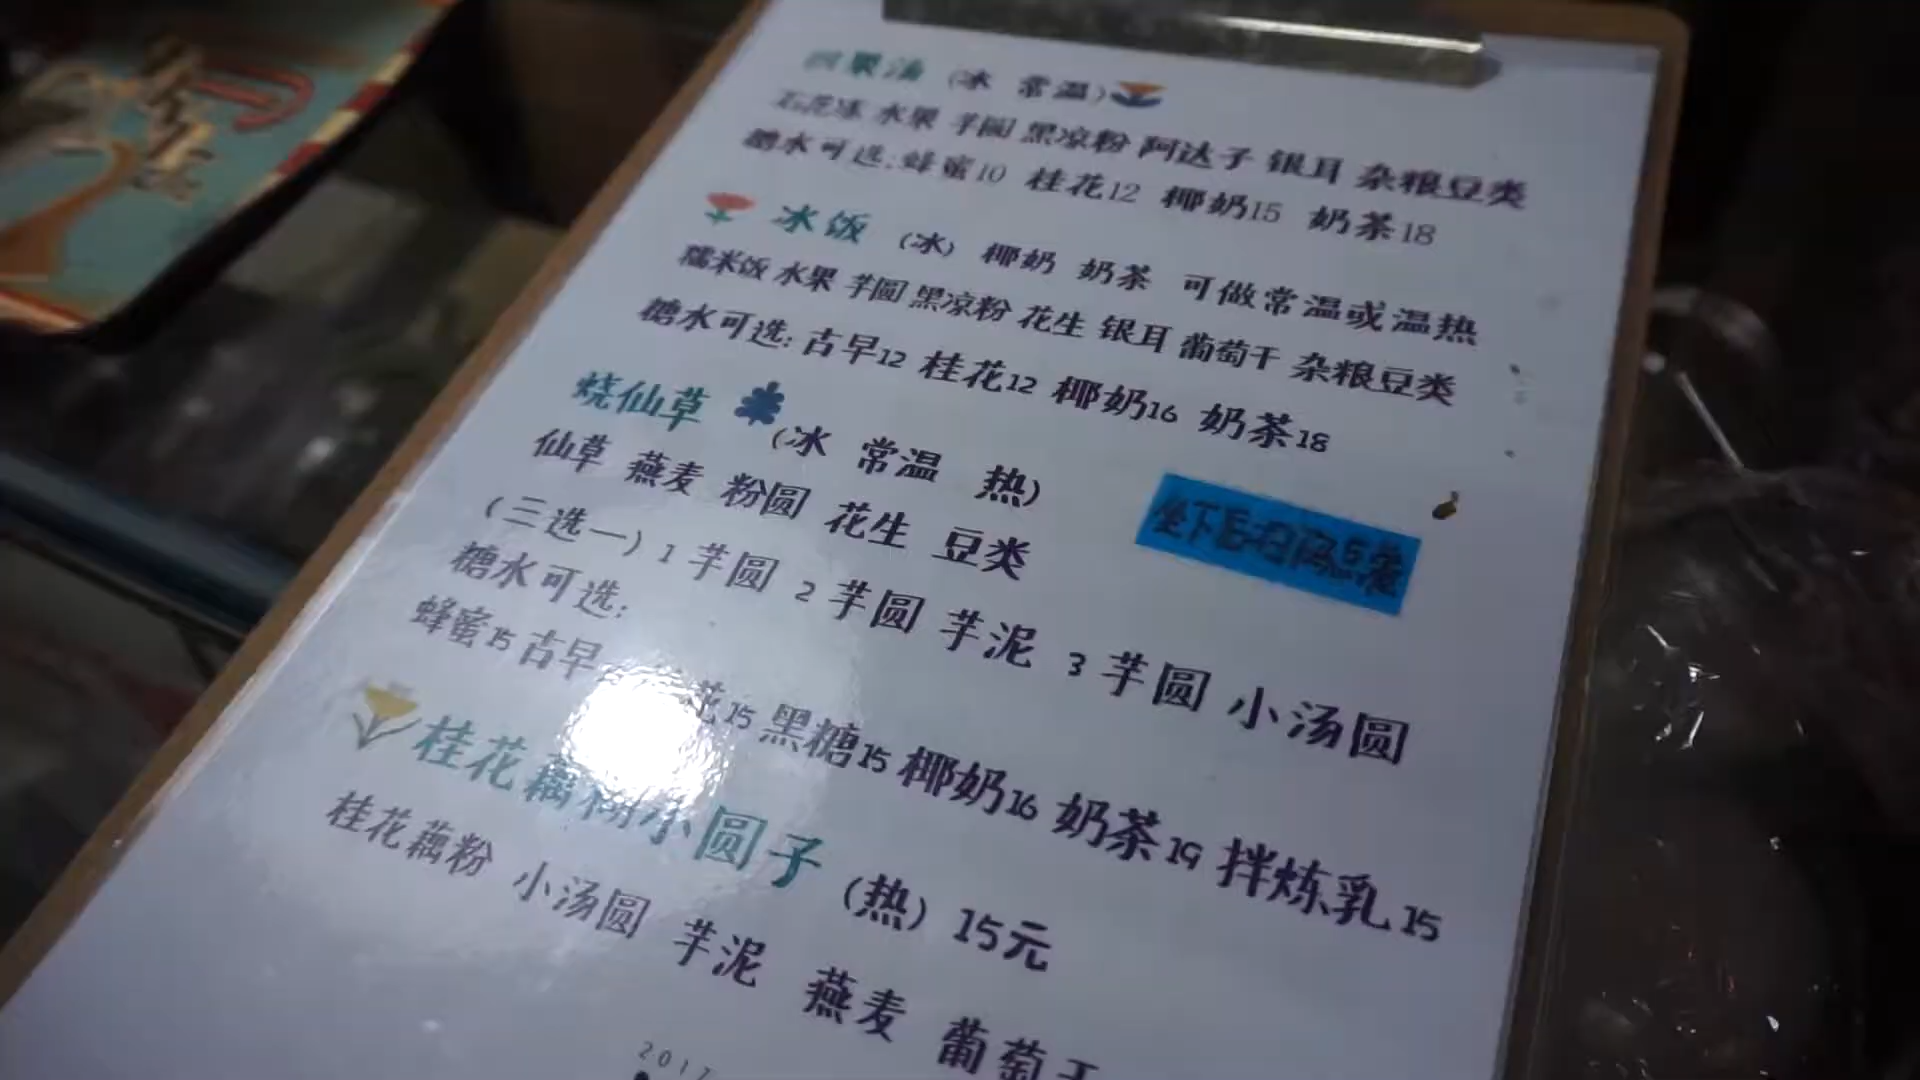 四果汤 (冰 常温)
石花冻 水果 芋圆 黑凉粉 阿达子 银耳 杂粮豆类
糖水可选:蜂蜜10 桂花12 椰奶15 奶茶18
冰饭 (冰) 椰奶 奶茶 可做常温或温热
糯米饭 水果 芋圆 黑凉粉 花生 银耳 葡萄干 杂粮豆类
糖水可选:古早12 桂花12 椰奶16 奶茶18
烧仙草 (冰 常温 热)
仙草 燕麦 粉圆 花生 豆类
(三选一) 1 芋圆 2 芋圆 芋泥 3 芋圆 小汤圆
糖水可选:
蜂蜜15 古早 花15 黑糖15 椰奶16 奶茶19 拌炼乳15
桂花藕糊小圆子 (热) 15元
桂花藕粉 小汤圆 芋泥 燕麦 葡萄干
2017